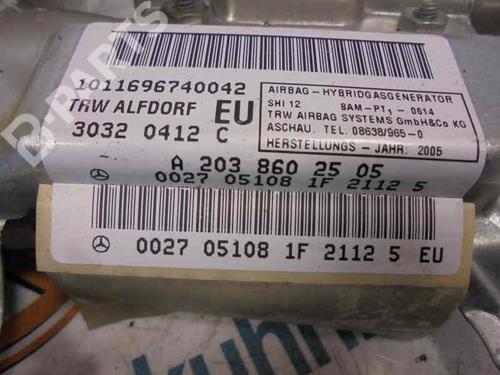 B-PARTS
1011696740042
TRW ALFDORF EU
3032 0412 C
AIRBAG-HYBRIDGASGENERATOR
SHI 12 BAM-PT1-0614
TRW AIRBAG SYSTEMS GmbH&Co KG
ASCHAU. TEL. 08638/965-0
HERSTELLUNGS - JAHR: 2005
A 203 860 25 05
0027 05108 1F 2112 5
0027 05108 1F 2112 5 EU